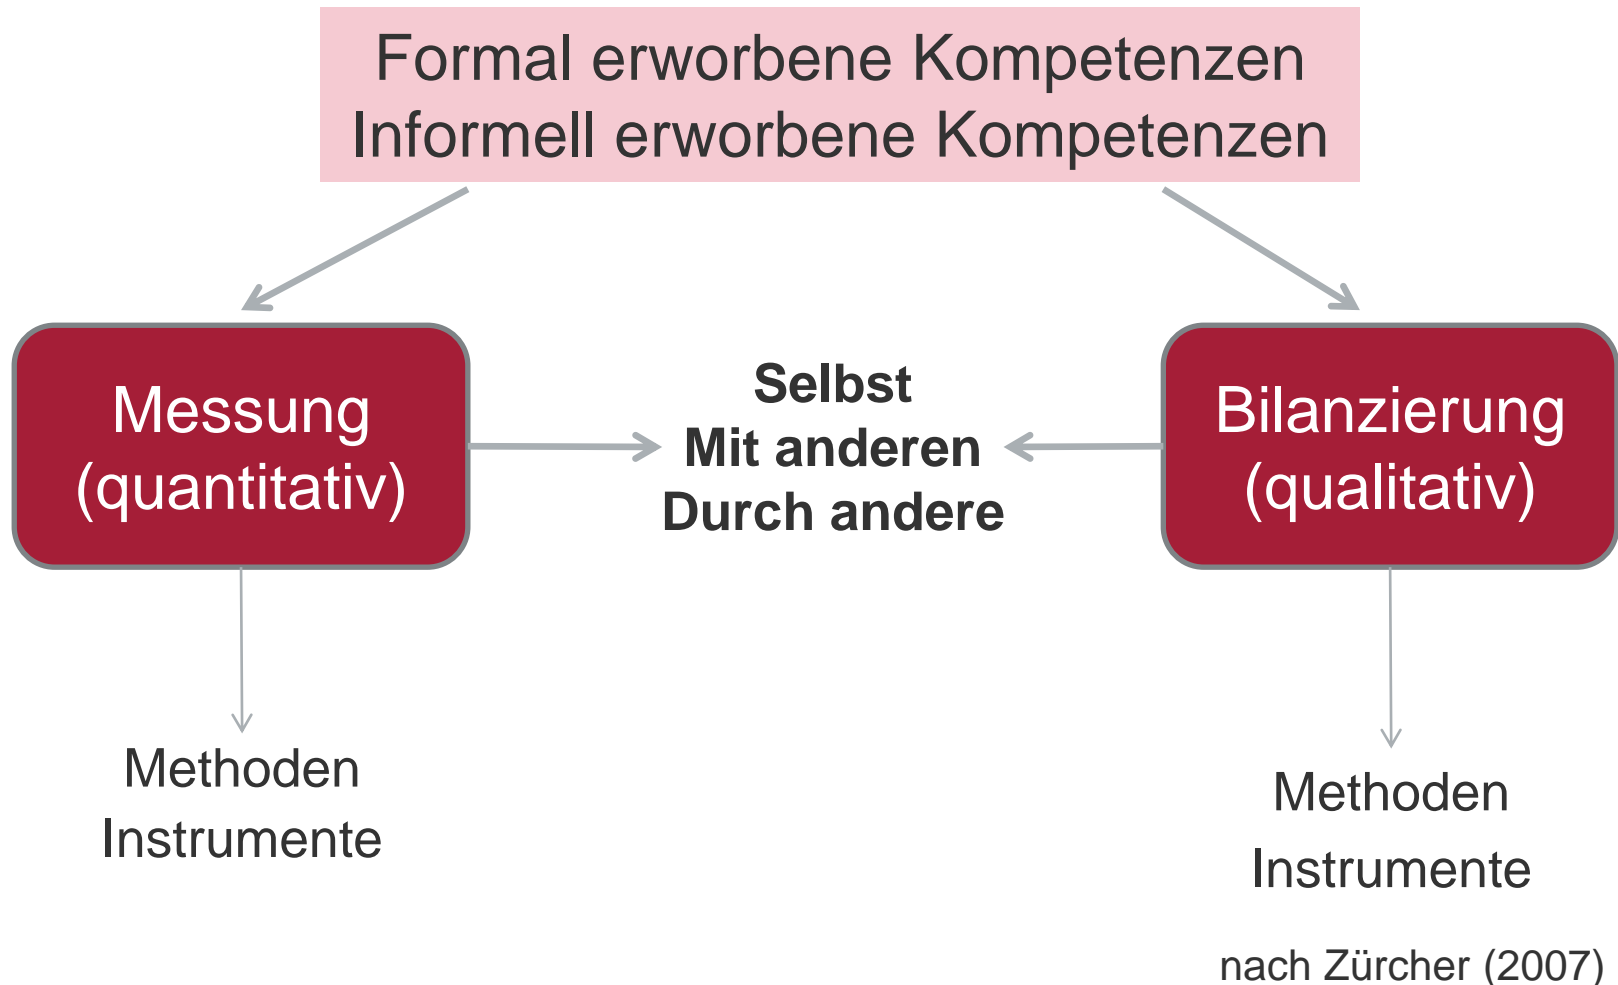 Formal erworbene Kompetenzen
Informell erworbene Kompetenzen
Messung
(quantitativ)
Selbst
Mit anderen
Durch andere
Bilanzierung
(qualitativ)
Methoden
Instrumente
Methoden
Instrumente
nach Zürcher (2007)